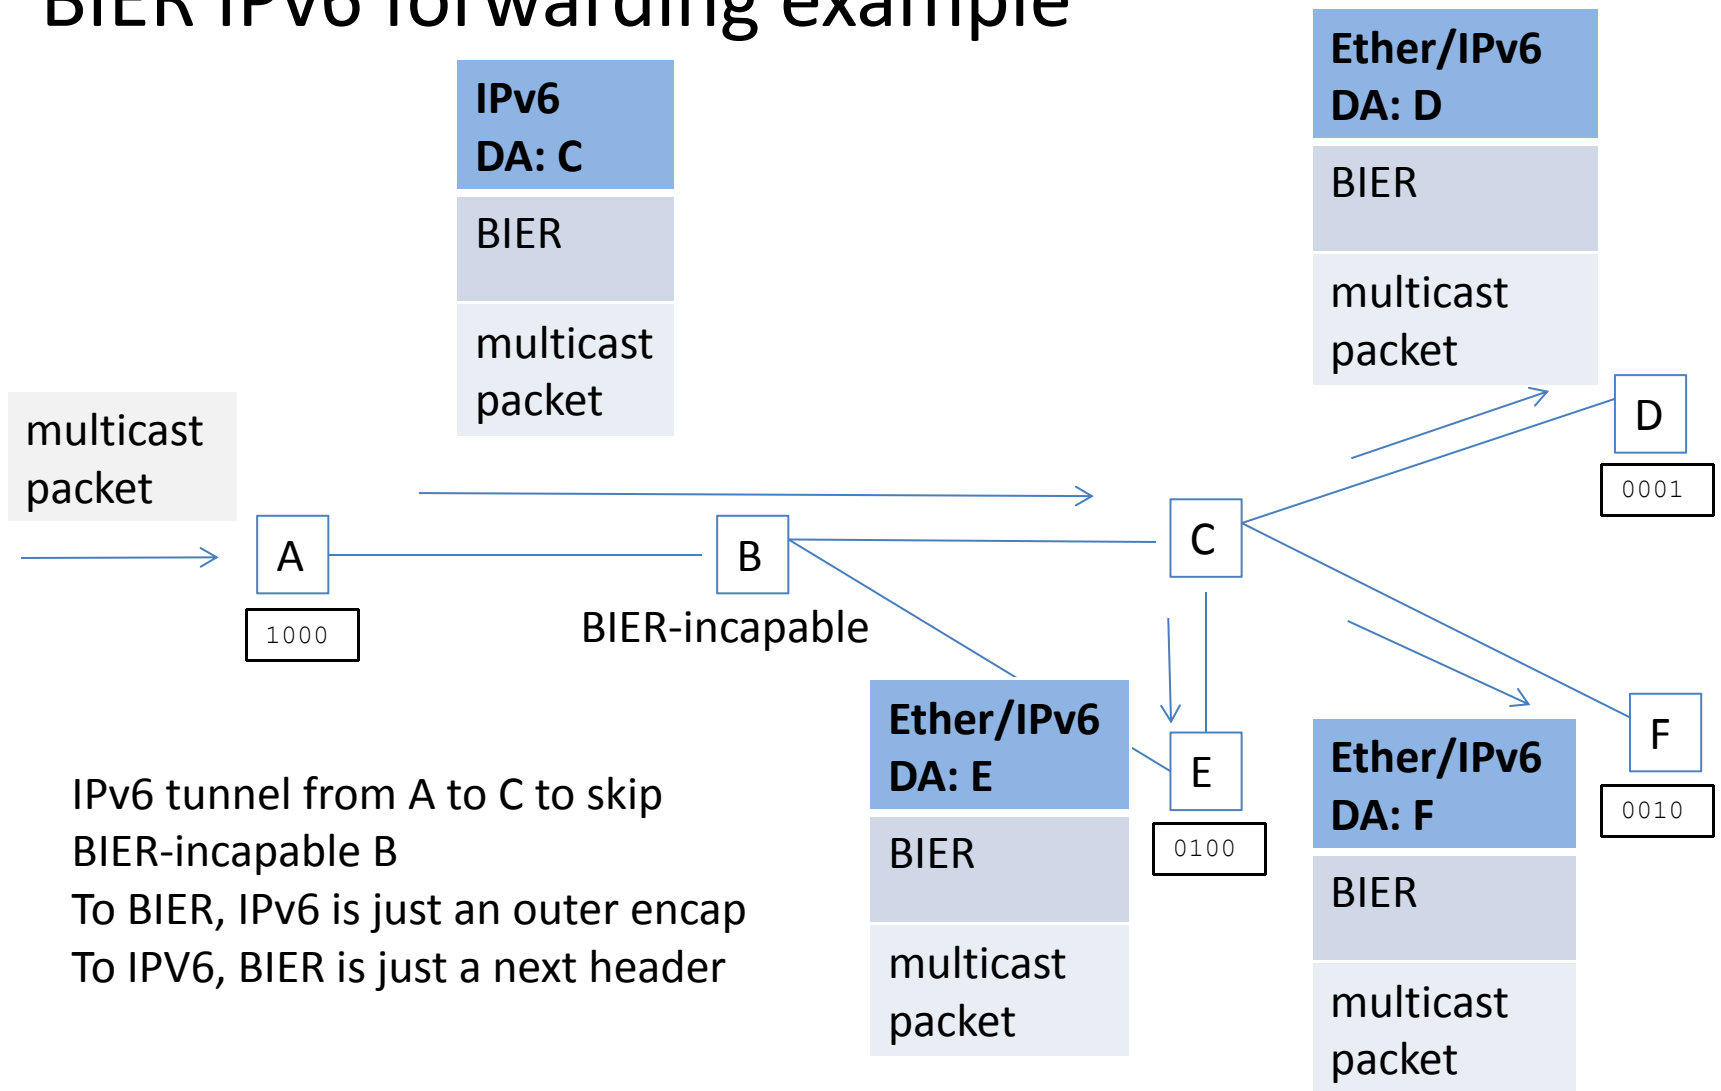 BIER IPv6 forwarding example
IPv6
DA: C
BIER
multicast
packet
Ether/IPv6
DA: D
BIER
multicast
packet
multicast
packet
A
1000
B
BIER-incapable
C
D
0001
Ether/IPv6
DA: E
BIER
multicast
packet
E
0100
Ether/IPv6
DA: F
BIER
multicast
packet
F
0010
IPv6 tunnel from A to C to skip
BIER-incapable B
To BIER, IPv6 is just an outer encap
To IPV6, BIER is just a next header